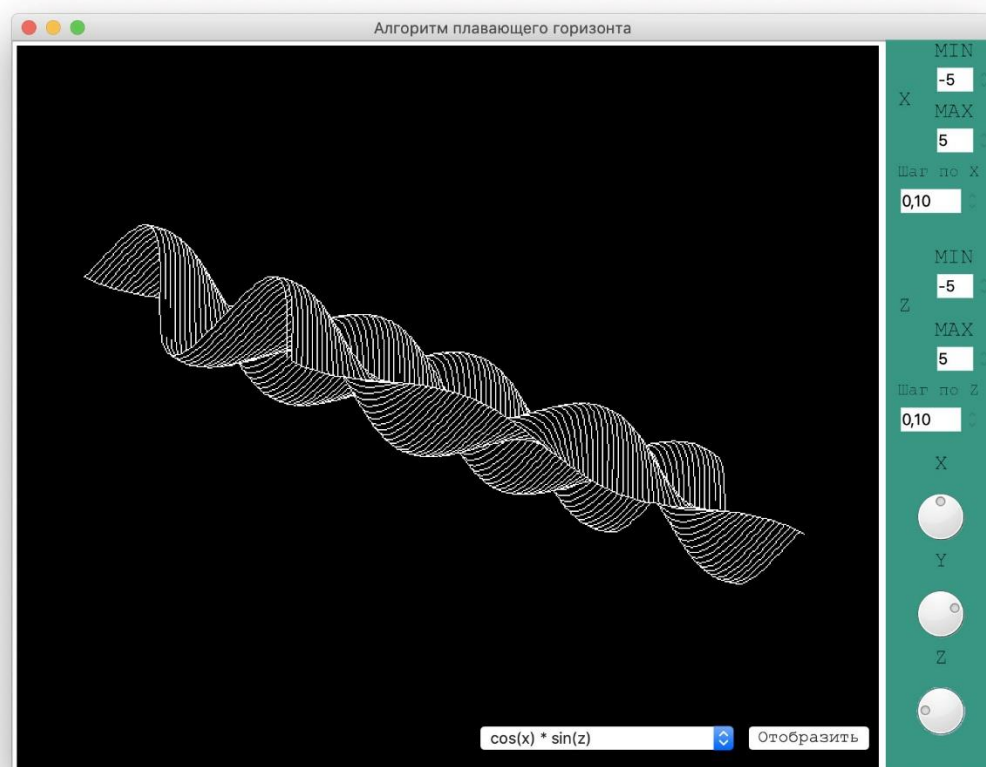 Алгоритм плавающего горизонта
MIN
-5
X
MAX
5
Шаг по X
0,10
MIN
-5
Z
MAX
5
Шаг по Z
0,10
X
Y
Z
cos(x) * sin(z)
Отобразить